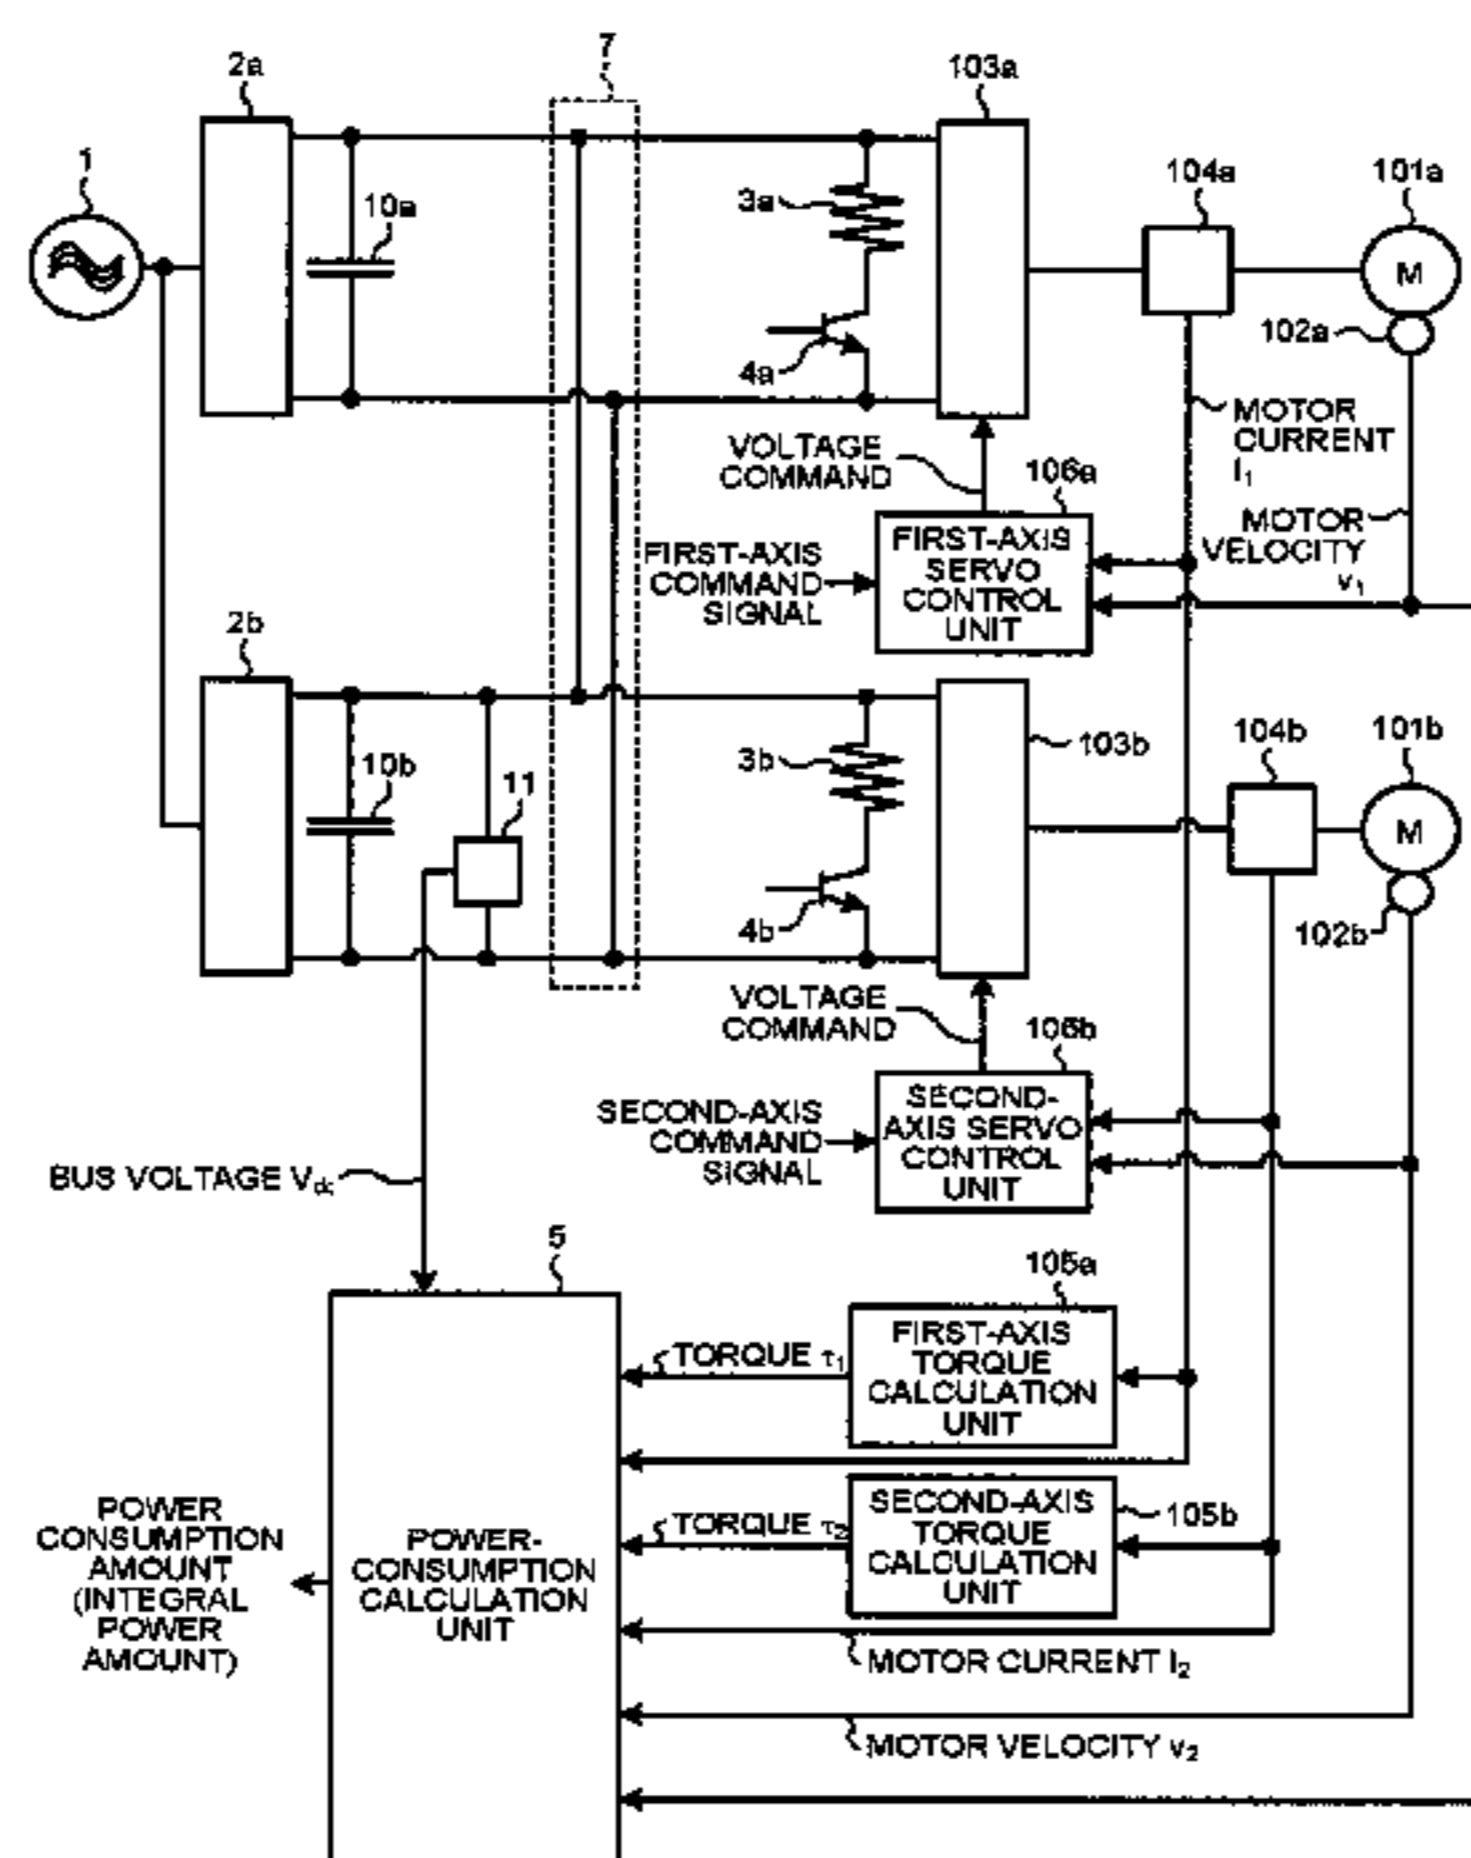 7
2a
103a
1
104a
101a
10a
3a
M
102a
4a
MOTOR
CURRENT
I1
VOLTAGE
COMMAND
106a
MOTOR
VELOCITY
v1
FIRST-AXIS
COMMAND
SIGNAL
FIRST-AXIS
SERVO
CONTROL
UNIT
2b
103b
104b
101b
10b
11
3b
M
4b
102b
VOLTAGE
COMMAND
106b
SECOND-AXIS
COMMAND
SIGNAL
SECOND-
AXIS SERVO
CONTROL
UNIT
BUS VOLTAGE Vdc
5
105a
TORQUE τ1
FIRST-AXIS
TORQUE
CALCULATION
UNIT
TORQUE τ2
SECOND-AXIS
TORQUE
CALCULATION
UNIT
105b
POWER
CONSUMPTION
AMOUNT
(INTEGRAL
POWER
AMOUNT)
POWER-
CONSUMPTION
CALCULATION
UNIT
MOTOR CURRENT I2
MOTOR VELOCITY v2